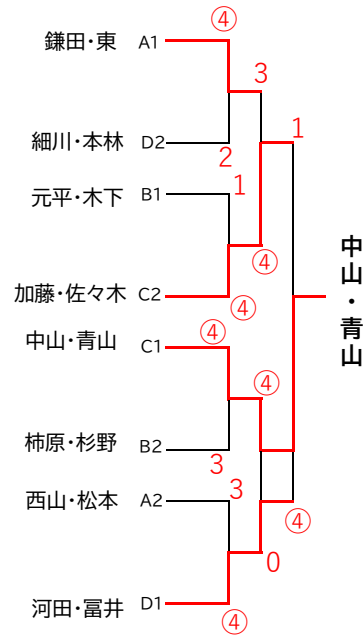 ④
鎌田・東 A1
3
1
細川・本林 D2
2
元平・木下 B1
1
中山・青山
④
加藤・佐々木 C2
④
中山・青山 C1
④
④
柿原・杉野 B2
3
西山・松本 A2
3
④
0
河田・冨井 D1
④